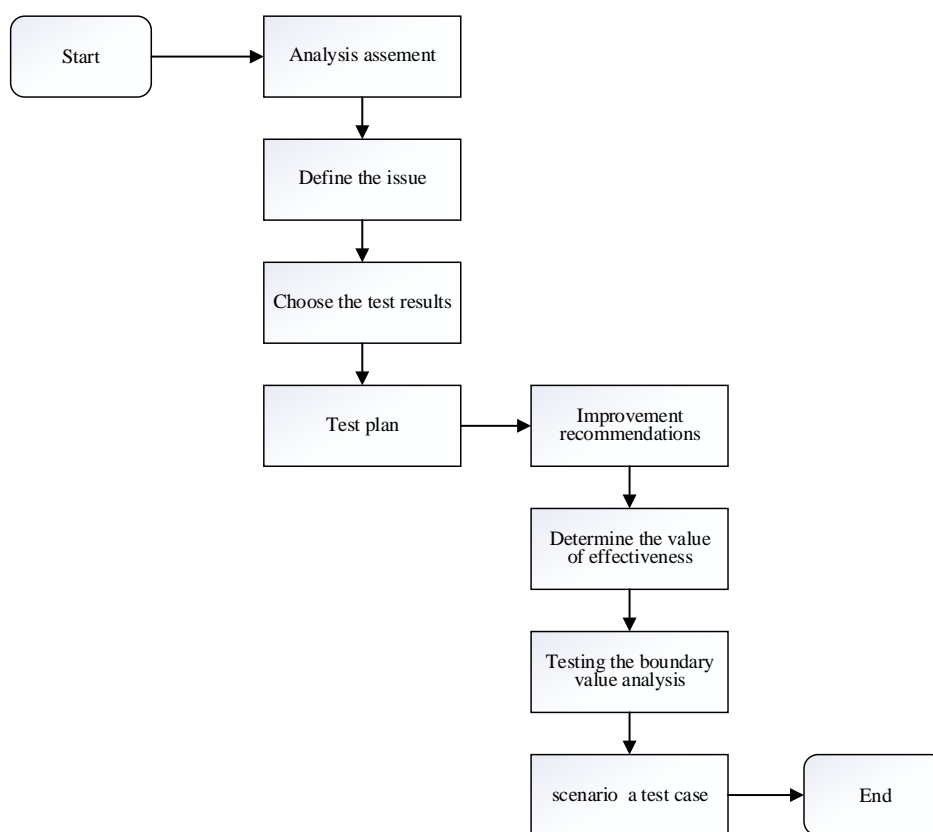 Start
Analysis assement
Define the issue
Choose the test results
Test plan
Improvement
recommendations
Determine the value
of effectiveness
Testing the boundary
value analysis
scenario a test case
End